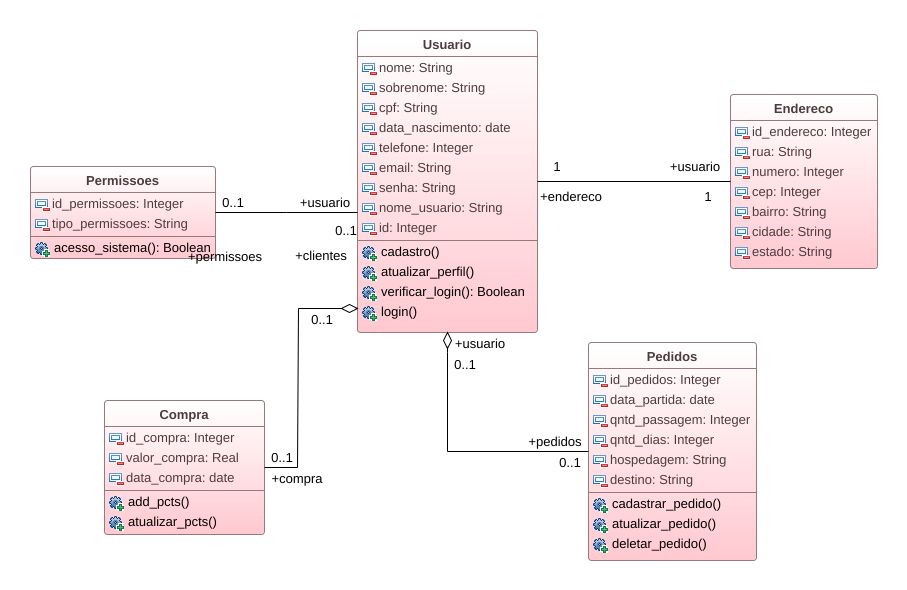 Usuario
nome: String
sobrenome: String
cpf: String
data_nascimento: date
telefone: Integer
email: String
senha: String
nome_usuario: String
id: Integer
cadastro()
atualizar_perfil()
verificar_login(): Boolean
login()
Endereco
id_endereco: Integer
rua: String
numero: Integer
cep: Integer
bairro: String
cidade: String
estado: String
1
+usuario
+endereco
1
Permissoes
id_permissoes: Integer
tipo_permissoes: String
acesso_sistema(): Boolean
0..1
+usuario
0..1
+permissoes
+clientes
0..1
Compra
id_compra: Integer
valor_compra: Real
data_compra: date
add_pcts()
atualizar_pcts()
0..1
+compra
+usuario
0..1
+pedidos
0..1
Pedidos
id_pedidos: Integer
data_partida: date
qntd_passagem: Integer
qntd_dias: Integer
hospedagem: String
destino: String
cadastrar_pedido()
atualizar_pedido()
deletar_pedido()